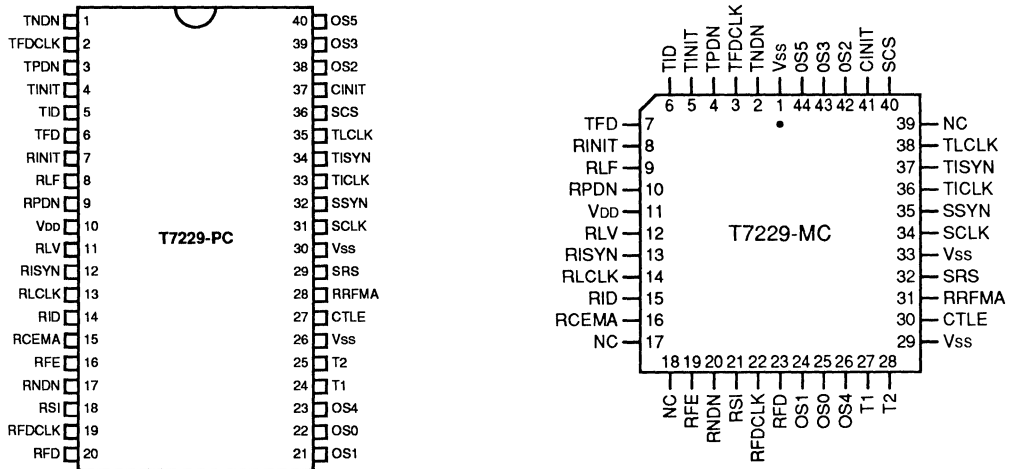 TNDN 1 40 OS5
TFDCLK 2 39 OS3
TPDN 3 38 OS2
TINIT 4 37 CINIT
TID 5 36 SCS
TFD 6 35 TLCLK
RINIT 7 34 TISYN
RLF 8 33 TICLK
RPDN 9 32 SSYN
VDD 10 31 SCLK
RLV 11 30 Vss
RISYN 12 29 SRS
RLCLK 13 28 RRFMA
RID 14 27 CTLE
RCEMA 15 26 Vss
RFE 16 25 T2
RNDN 17 24 T1
RSI 18 23 OS4
RFDCLK 19 22 OS0
RFD 20 21 OS1
T7229-PC
TID TINIT TPDN TFDCLK TNDN Vss 0S5 0S3 0S2 CINIT SCS
6 5 4 3 2 1 44 43 42 41 40
TFD 7 39 NC
RINIT 8 38 TLCLK
RLF 9 37 TISYN
RPDN 10 36 TICLK
VDD 11 35 SSYN
RLV 12 34 SCLK
RISYN 13 33 Vss
RLCLK 14 32 SRS
RID 15 31 RRFMA
RCEMA 16 30 CTLE
NC 17 29 Vss
T7229-MC
18 19 20 21 22 23 24 25 26 27 28
NC RFE RNDN RSI RFDCLK RFD OS1 OS0 OS4 T1 T2